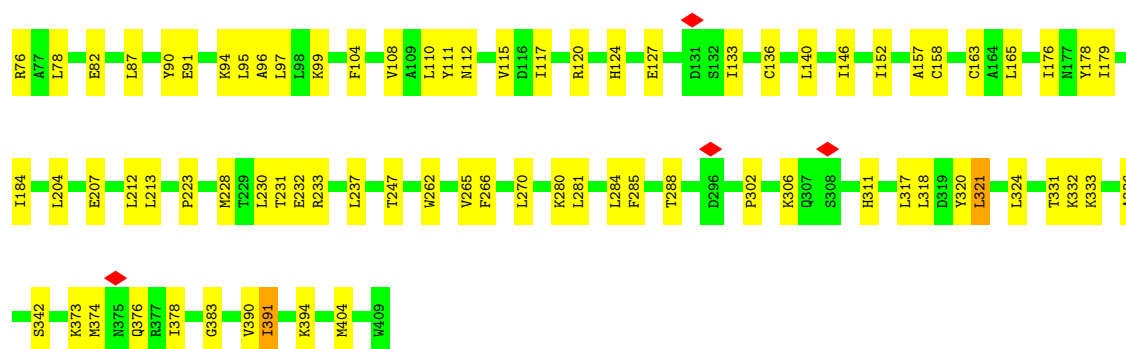 R76 A77 L78 E82 L87 Y90 E91 K94 L95 A96 L97 L98 K99 F104 V108 A109 L110 Y111 N112 V115 D116 I117 R120 H124 E127 D131 S132 I133 C136 L140 I146 I152 A157 C158 C163 A164 L165 I176 N177 Y178 I179
I184 L204 E207 L212 L213 P223 M228 T229 L230 T231 E232 R233 L237 T247 W262 V265 F266 L270 K280 L281 L284 F285 T288 D296 P302 K306 Q307 S308 H311 L317 L318 D319 Y320 L321 L324 T331 K332 K333
S342 K373 M374 N375 Q376 R377 I378 G383 V390 I391 K394 M404 W409